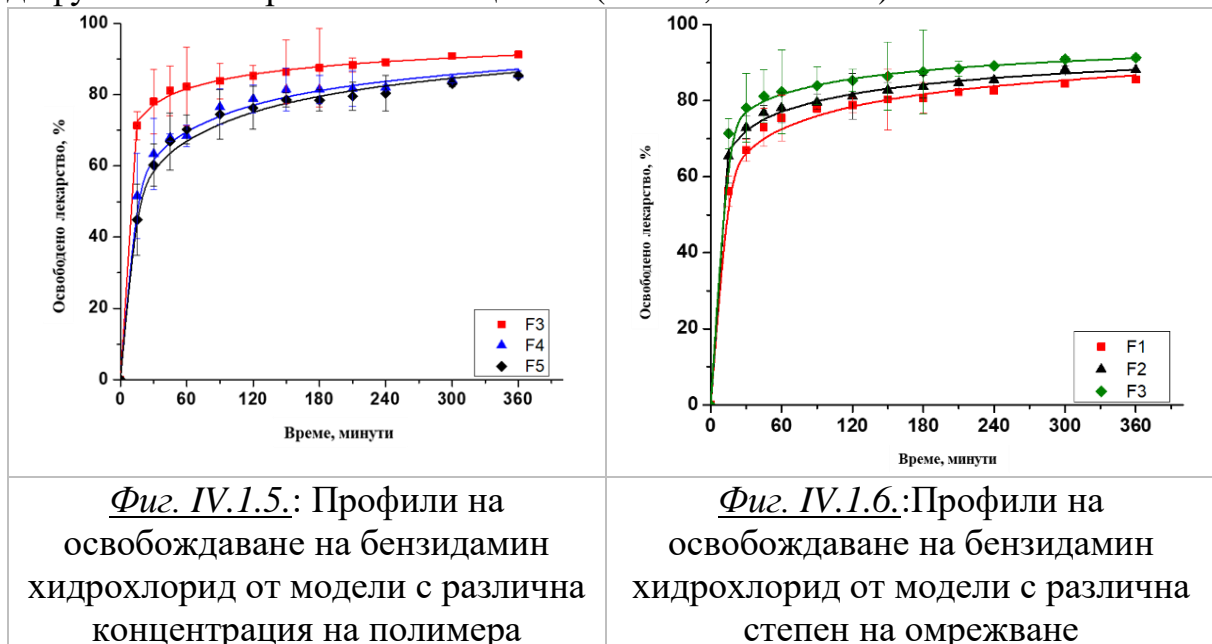 100
80
60
40
20
0
0 60 120 180 240 300 360
Освободено лекарство, %
Време, минути
F3
F4
F5
100
80
60
40
20
0
0 60 120 180 240 300 360
Освободено лекарство, %
Време, минути
F1
F2
F3
Фиг. IV.1.5.: Профили на
освобождаване на бензидамин
хидрохлорид от модели с различна
концентрация на полимера
Фиг. IV.1.6.:Профили на
освобождаване на бензидамин
хидрохлорид от модели с различна
степен на омрежване